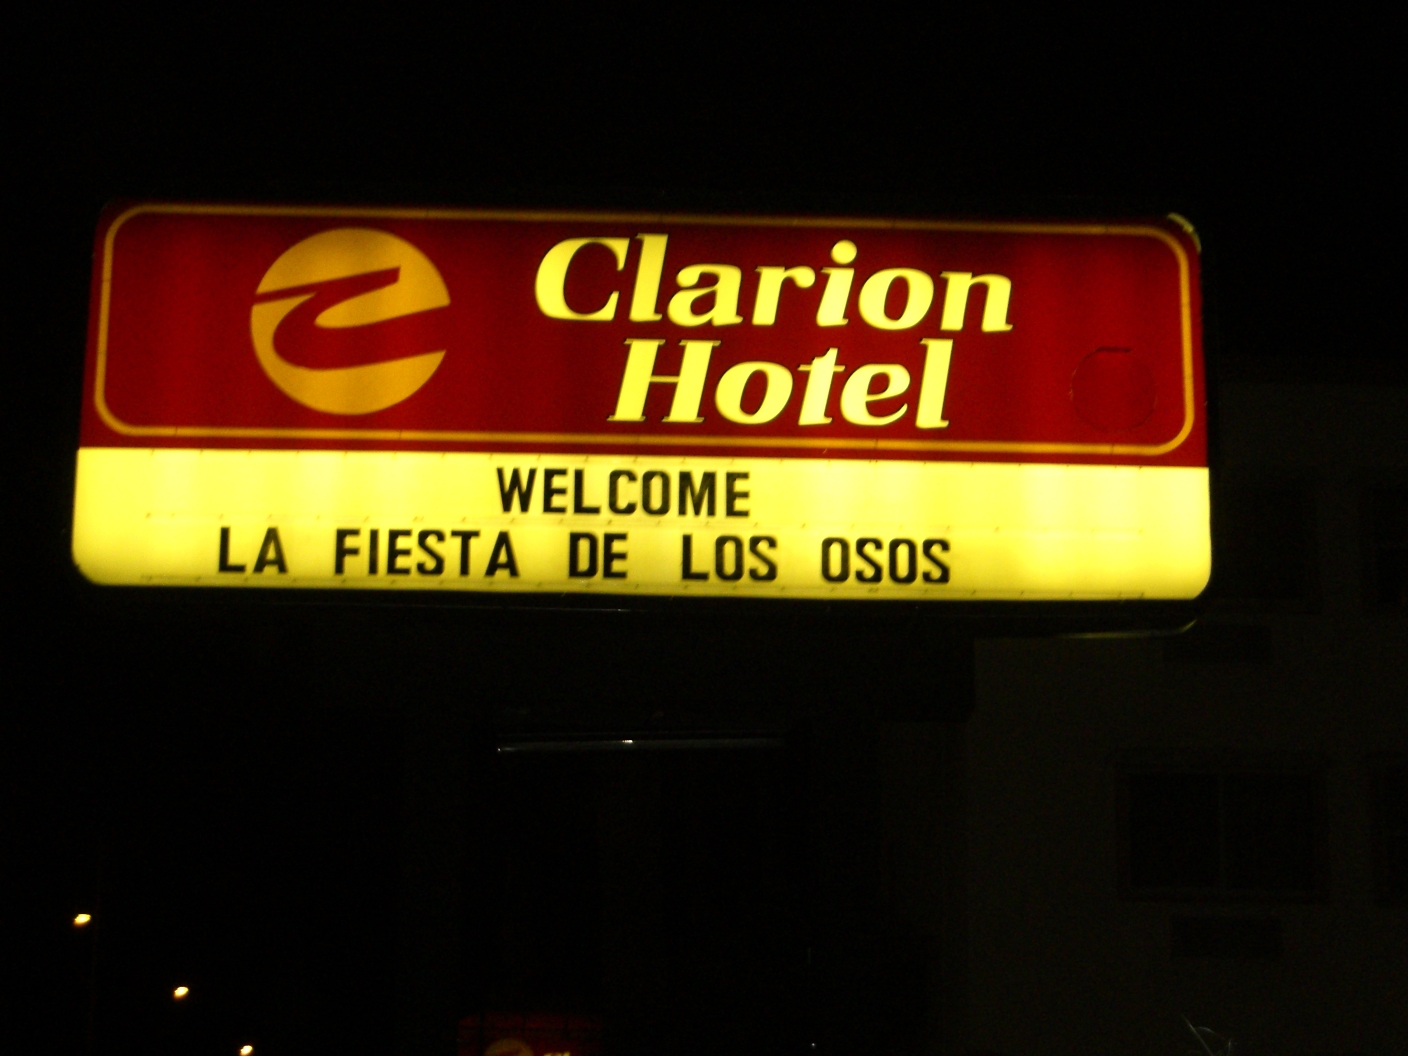 Clarion
Hotel
WELCOME
LA FIESTA DE LOS OSOS